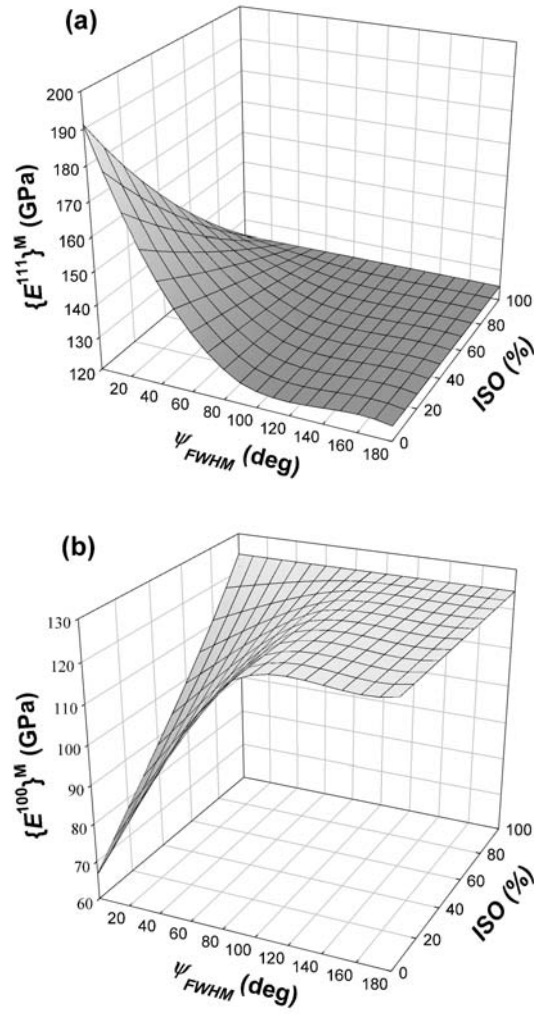 (a)
200
190
180
170
160
150
140
130
120
{E¹¹¹}ᴹ (GPa)
20 40 60 80 100 120 140 160 180
ψFWHM (deg)
0 20 40 60 80 100
ISO (%)
(b)
130
120
110
100
90
80
70
60
{E¹⁰⁰}ᴹ (GPa)
20 40 60 80 100 120 140 160 180
ψFWHM (deg)
0 20 40 60 80 100
ISO (%)